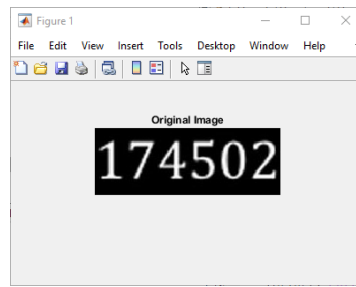 Figure 1
File Edit View Insert Tools Desktop Window Help
Original Image
174502